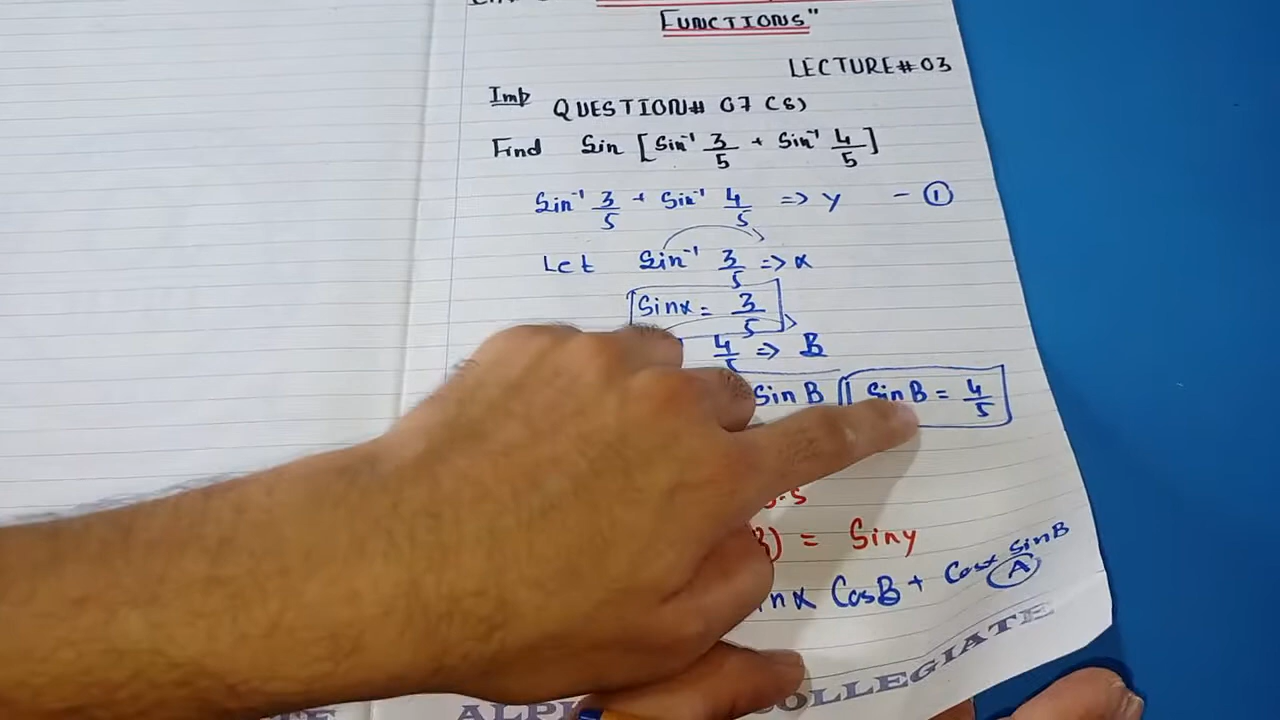 FUNCTIONS"
LECTURE#03
Imp QUESTION# 07 (8)
Find Sin [Sin⁻¹ 3/5 + Sin⁻¹ 4/5]
Sin⁻¹ 3/5 + Sin⁻¹ 4/5 => y - ①
Let Sin⁻¹ 3/5 => α
Sinα = 3/5
4/5 => B
Sin B Sin B = 4/5
) = Siny
α CosB + Cosα SinB
A
COLLEGIATE